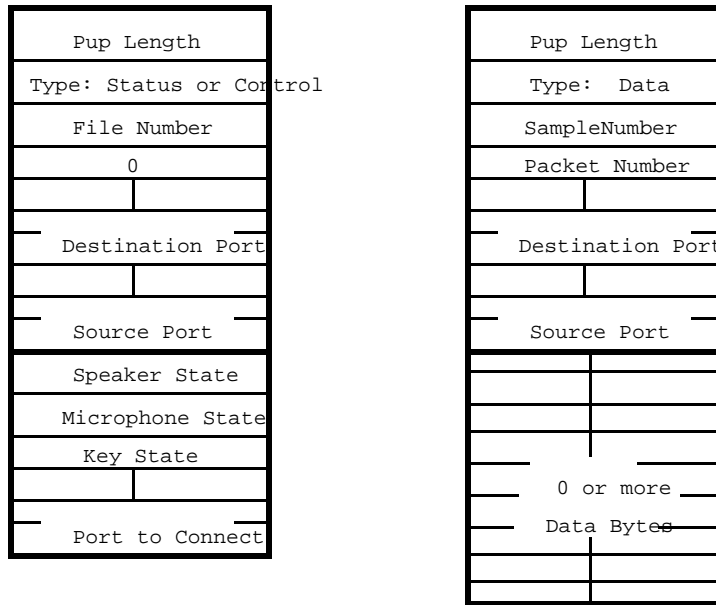 Pup Length
Type: Status or Control
File Number
0
Destination Port
Source Port
Speaker State
Microphone State
Key State
Port to Connect
Pup Length
Type: Data
SampleNumber
Packet Number
Destination Port
Source Port
0 or more
Data Bytes